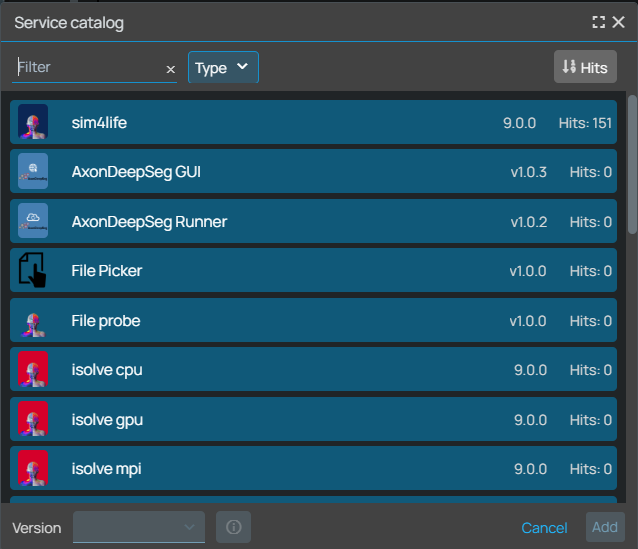 Service catalog
Filter
Type
Hits
sim4life 9.0.0 Hits: 151
AxonDeepSeg GUI v1.0.3 Hits: 0
AxonDeepSeg Runner v1.0.2 Hits: 0
File Picker v1.0.0 Hits: 0
File probe v1.0.0 Hits: 0
isolve cpu 9.0.0 Hits: 0
isolve gpu 9.0.0 Hits: 0
isolve mpi 9.0.0 Hits: 0
Version
Cancel
Add